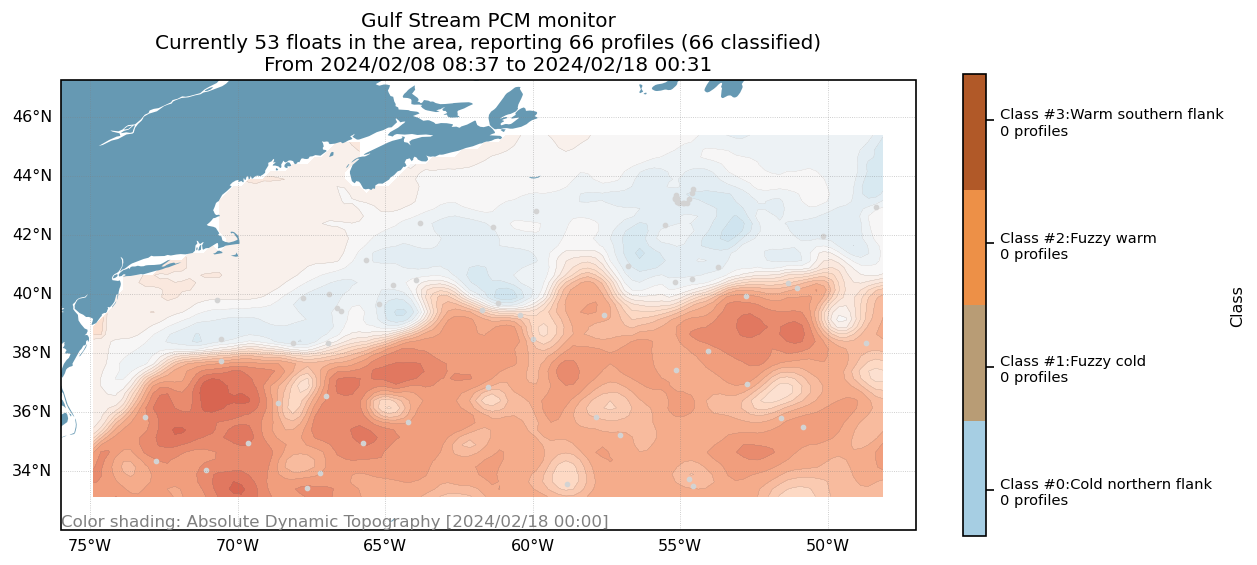 Gulf Stream PCM monitor
Currently 53 floats in the area, reporting 66 profiles (66 classified)
From 2024/02/08 08:37 to 2024/02/18 00:31
46°N
44°N
42°N
40°N
38°N
36°N
34°N
Color shading: Absolute Dynamic Topography [2024/02/18 00:00]
75°W
70°W
65°W
60°W
55°W
50°W
Class #3:Warm southern flank
0 profiles
Class #2:Fuzzy warm
0 profiles
Class #1:Fuzzy cold
0 profiles
Class #0:Cold northern flank
0 profiles
Class